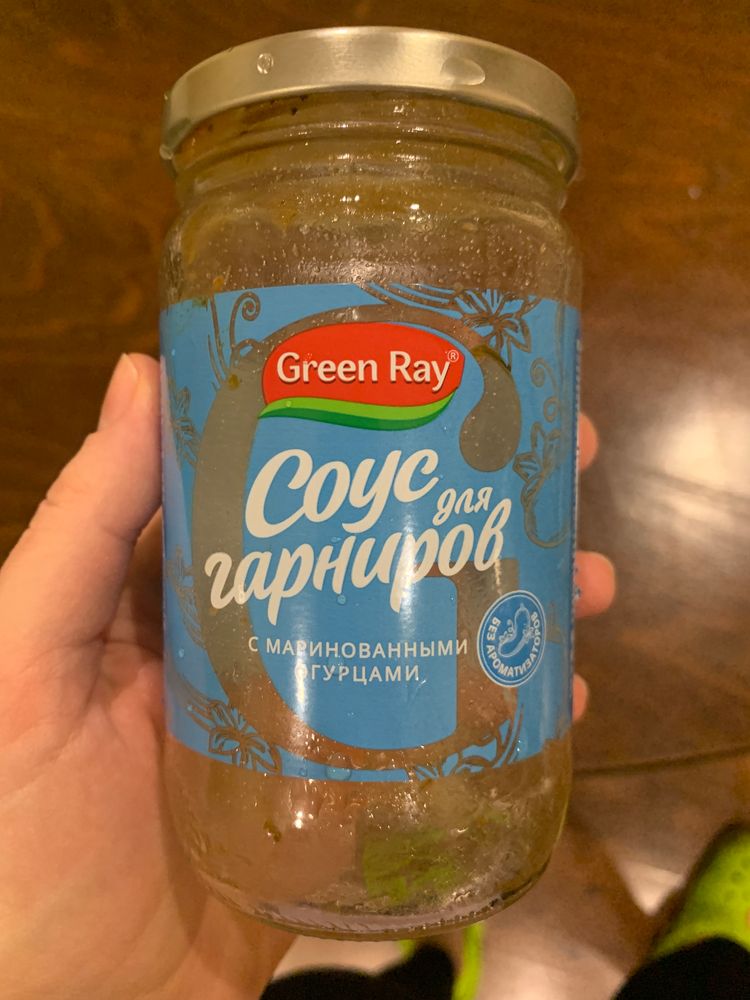 Green Ray®
Соус для
гарниров
С МАРИНОВАННЫМИ
ОГУРЦАМИ
БЕЗ АРОМАТИЗАТОРОВ